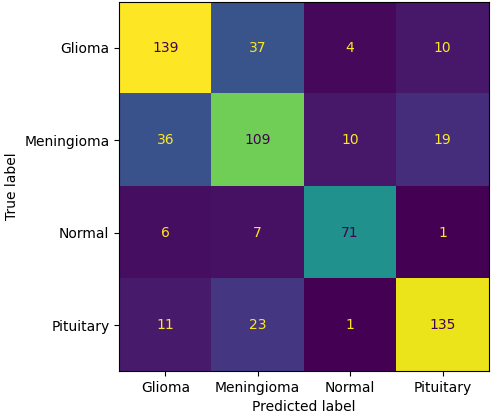 True label
Glioma 139 37 4 10
Meningioma 36 109 10 19
Normal 6 7 71 1
Pituitary 11 23 1 135
Glioma Meningioma Normal Pituitary
Predicted label